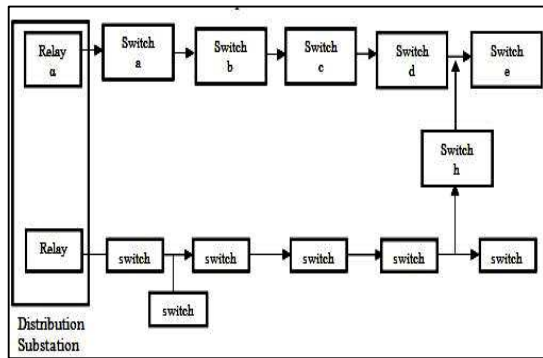 Relay
α
Switch
a
Switch
b
Switch
c
Switch
d
Switch
e
Switch
h
Relay
switch
switch
switch
switch
switch
switch
Distribution
Substation